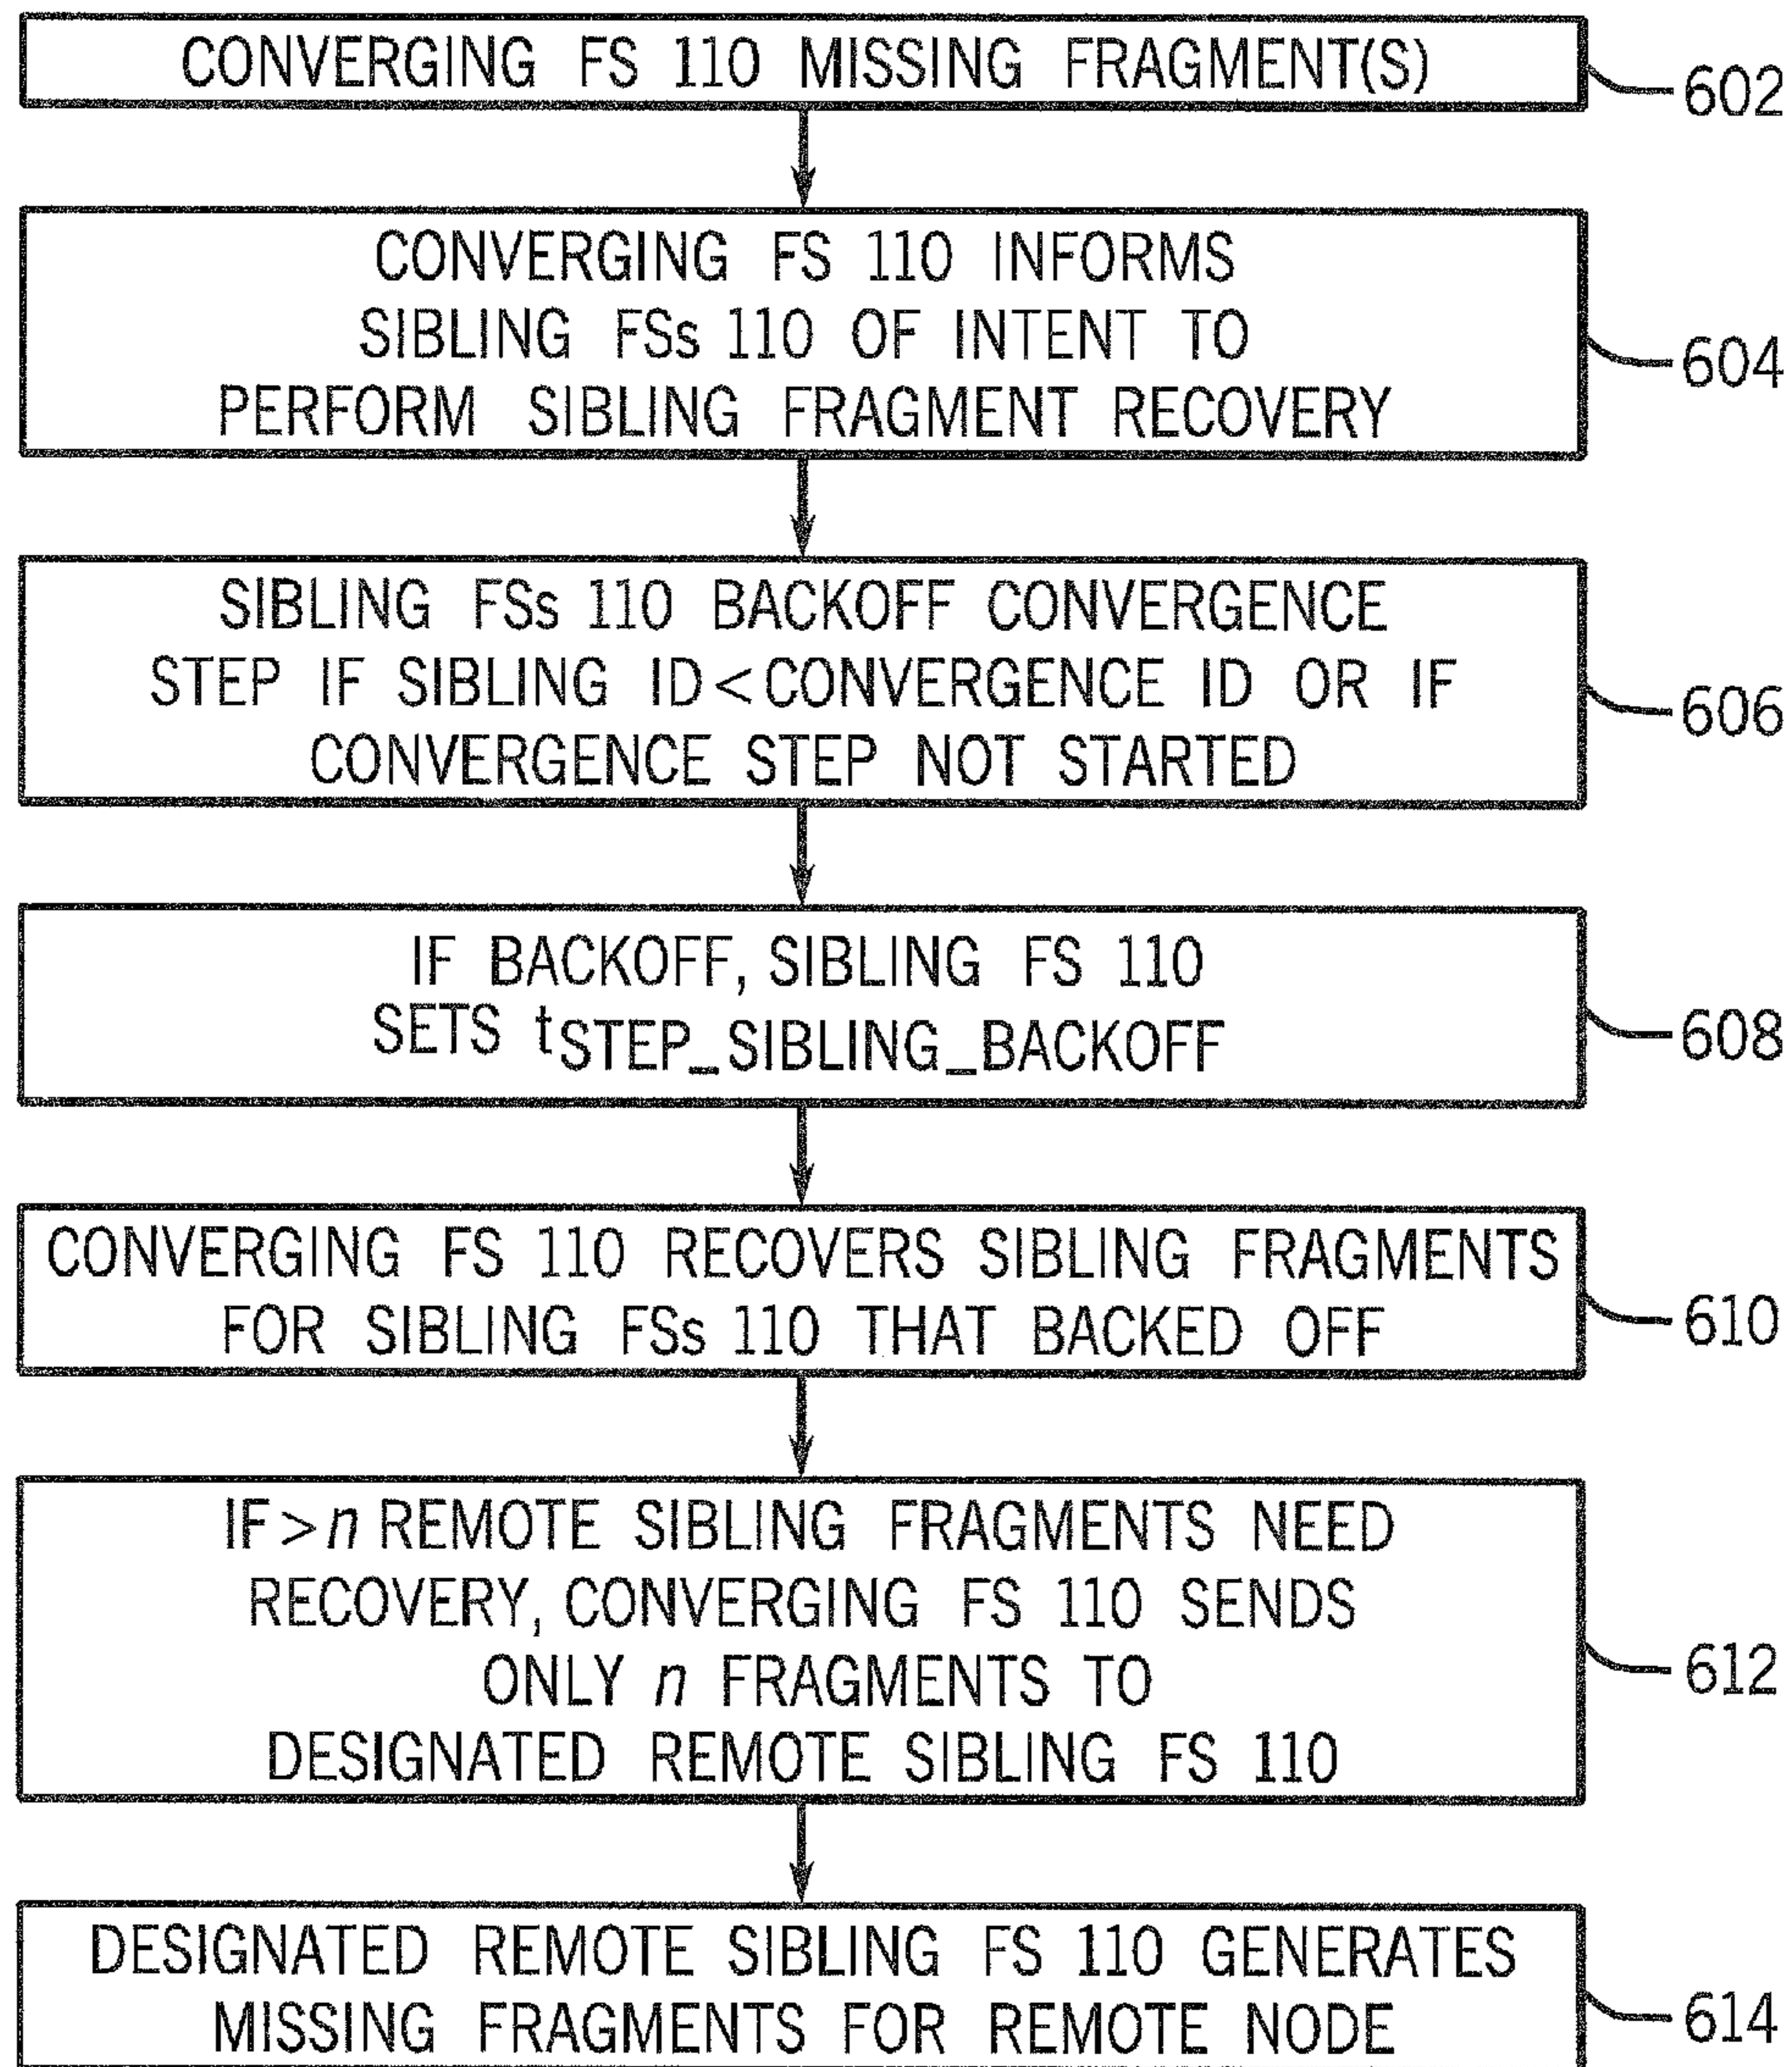 CONVERGING FS 110 MISSING FRAGMENT(S)
602
CONVERGING FS 110 INFORMS
SIBLING FSs 110 OF INTENT TO
PERFORM SIBLING FRAGMENT RECOVERY
604
SIBLING FSs 110 BACKOFF CONVERGENCE
STEP IF SIBLING ID<CONVERGENCE ID OR IF
CONVERGENCE STEP NOT STARTED
606
IF BACKOFF, SIBLING FS 110
SETS tSTEP_SIBLING_BACKOFF
608
CONVERGING FS 110 RECOVERS SIBLING FRAGMENTS
FOR SIBLING FSs 110 THAT BACKED OFF
610
IF >n REMOTE SIBLING FRAGMENTS NEED
RECOVERY, CONVERGING FS 110 SENDS
ONLY n FRAGMENTS TO
DESIGNATED REMOTE SIBLING FS 110
612
DESIGNATED REMOTE SIBLING FS 110 GENERATES
MISSING FRAGMENTS FOR REMOTE NODE
614